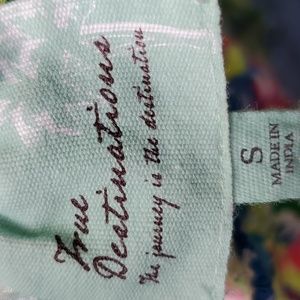 True
Destinations
The journey is the destination
S
MADE IN
INDIA